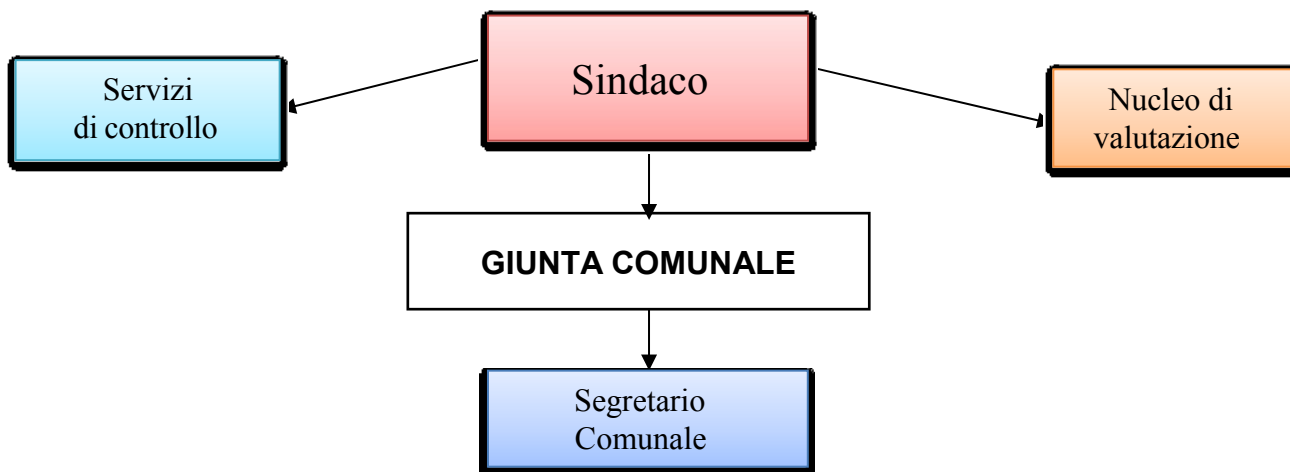 Sindaco
Servizi
di controllo
Nucleo di
valutazione
GIUNTA COMUNALE
Segretario
Comunale